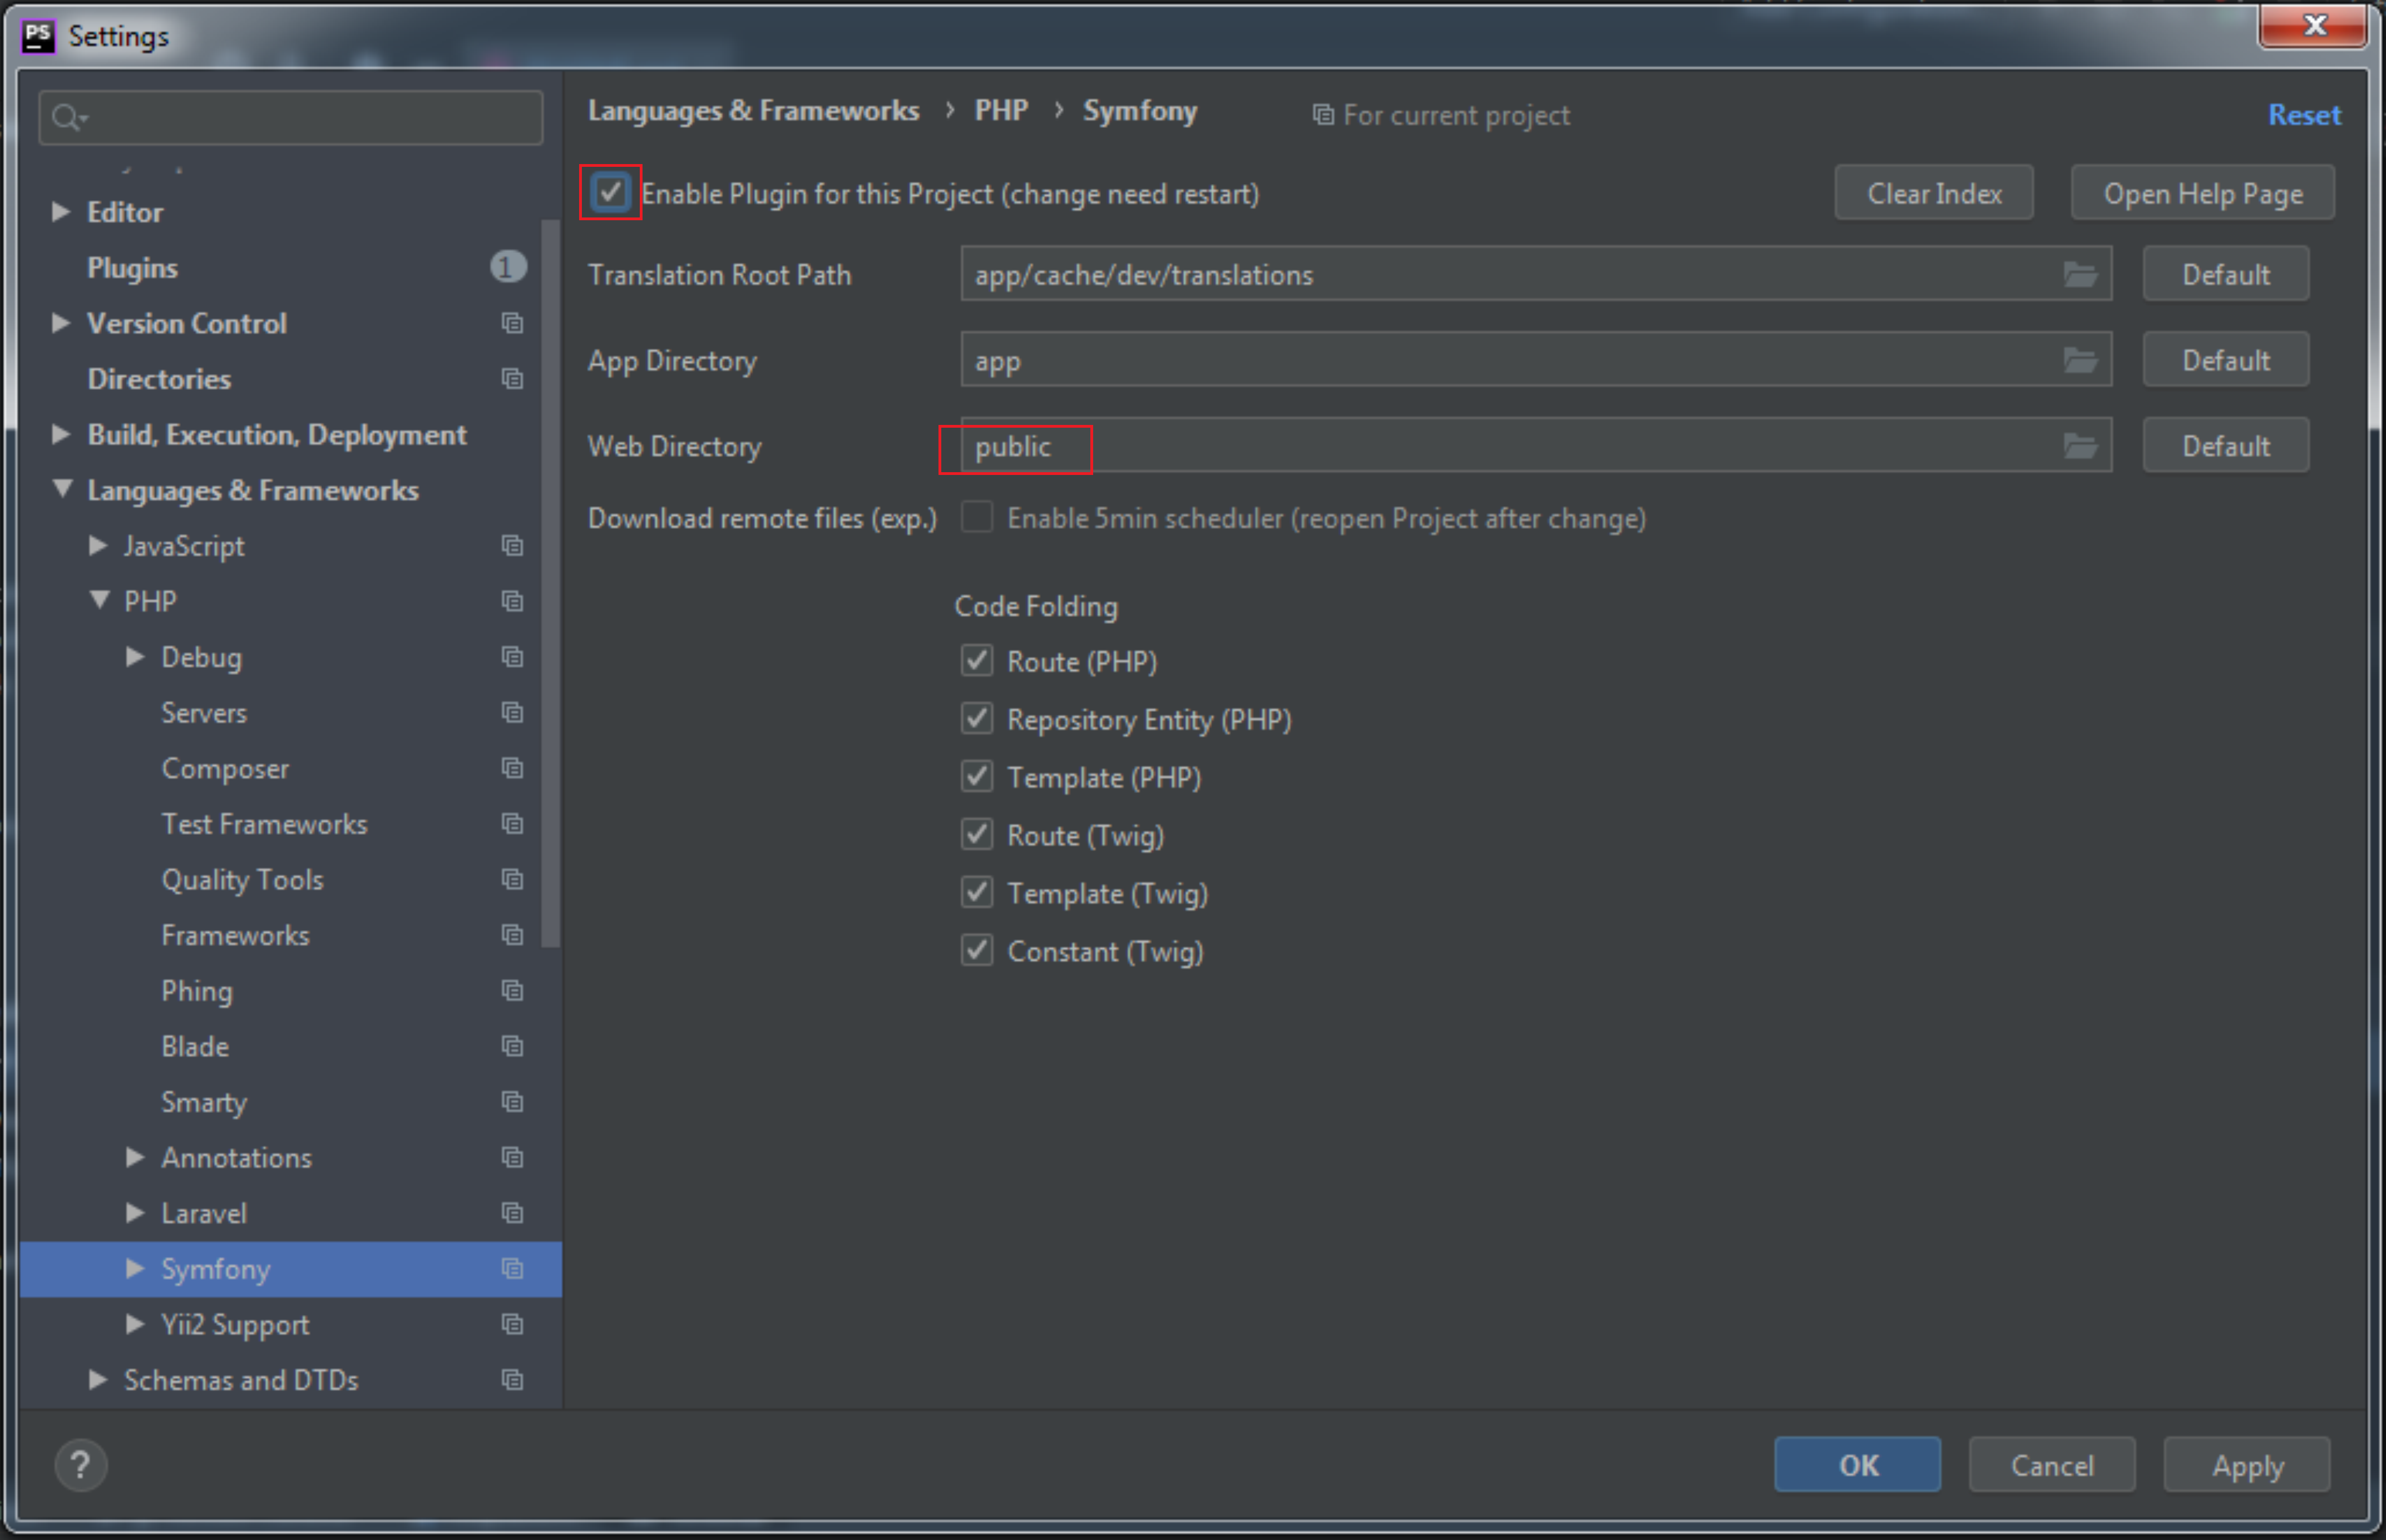 PS Settings
Languages & Frameworks › PHP › Symfony For current project Reset
Enable Plugin for this Project (change need restart) Clear Index Open Help Page
Translation Root Path app/cache/dev/translations Default
App Directory app Default
Web Directory public Default
Download remote files (exp.) Enable 5min scheduler (reopen Project after change)
Code Folding
Route (PHP)
Repository Entity (PHP)
Template (PHP)
Route (Twig)
Template (Twig)
Constant (Twig)
Editor
Plugins 1
Version Control
Directories
Build, Execution, Deployment
Languages & Frameworks
JavaScript
PHP
Debug
Servers
Composer
Test Frameworks
Quality Tools
Frameworks
Phing
Blade
Smarty
Annotations
Laravel
Symfony
Yii2 Support
Schemas and DTDs
? OK Cancel Apply